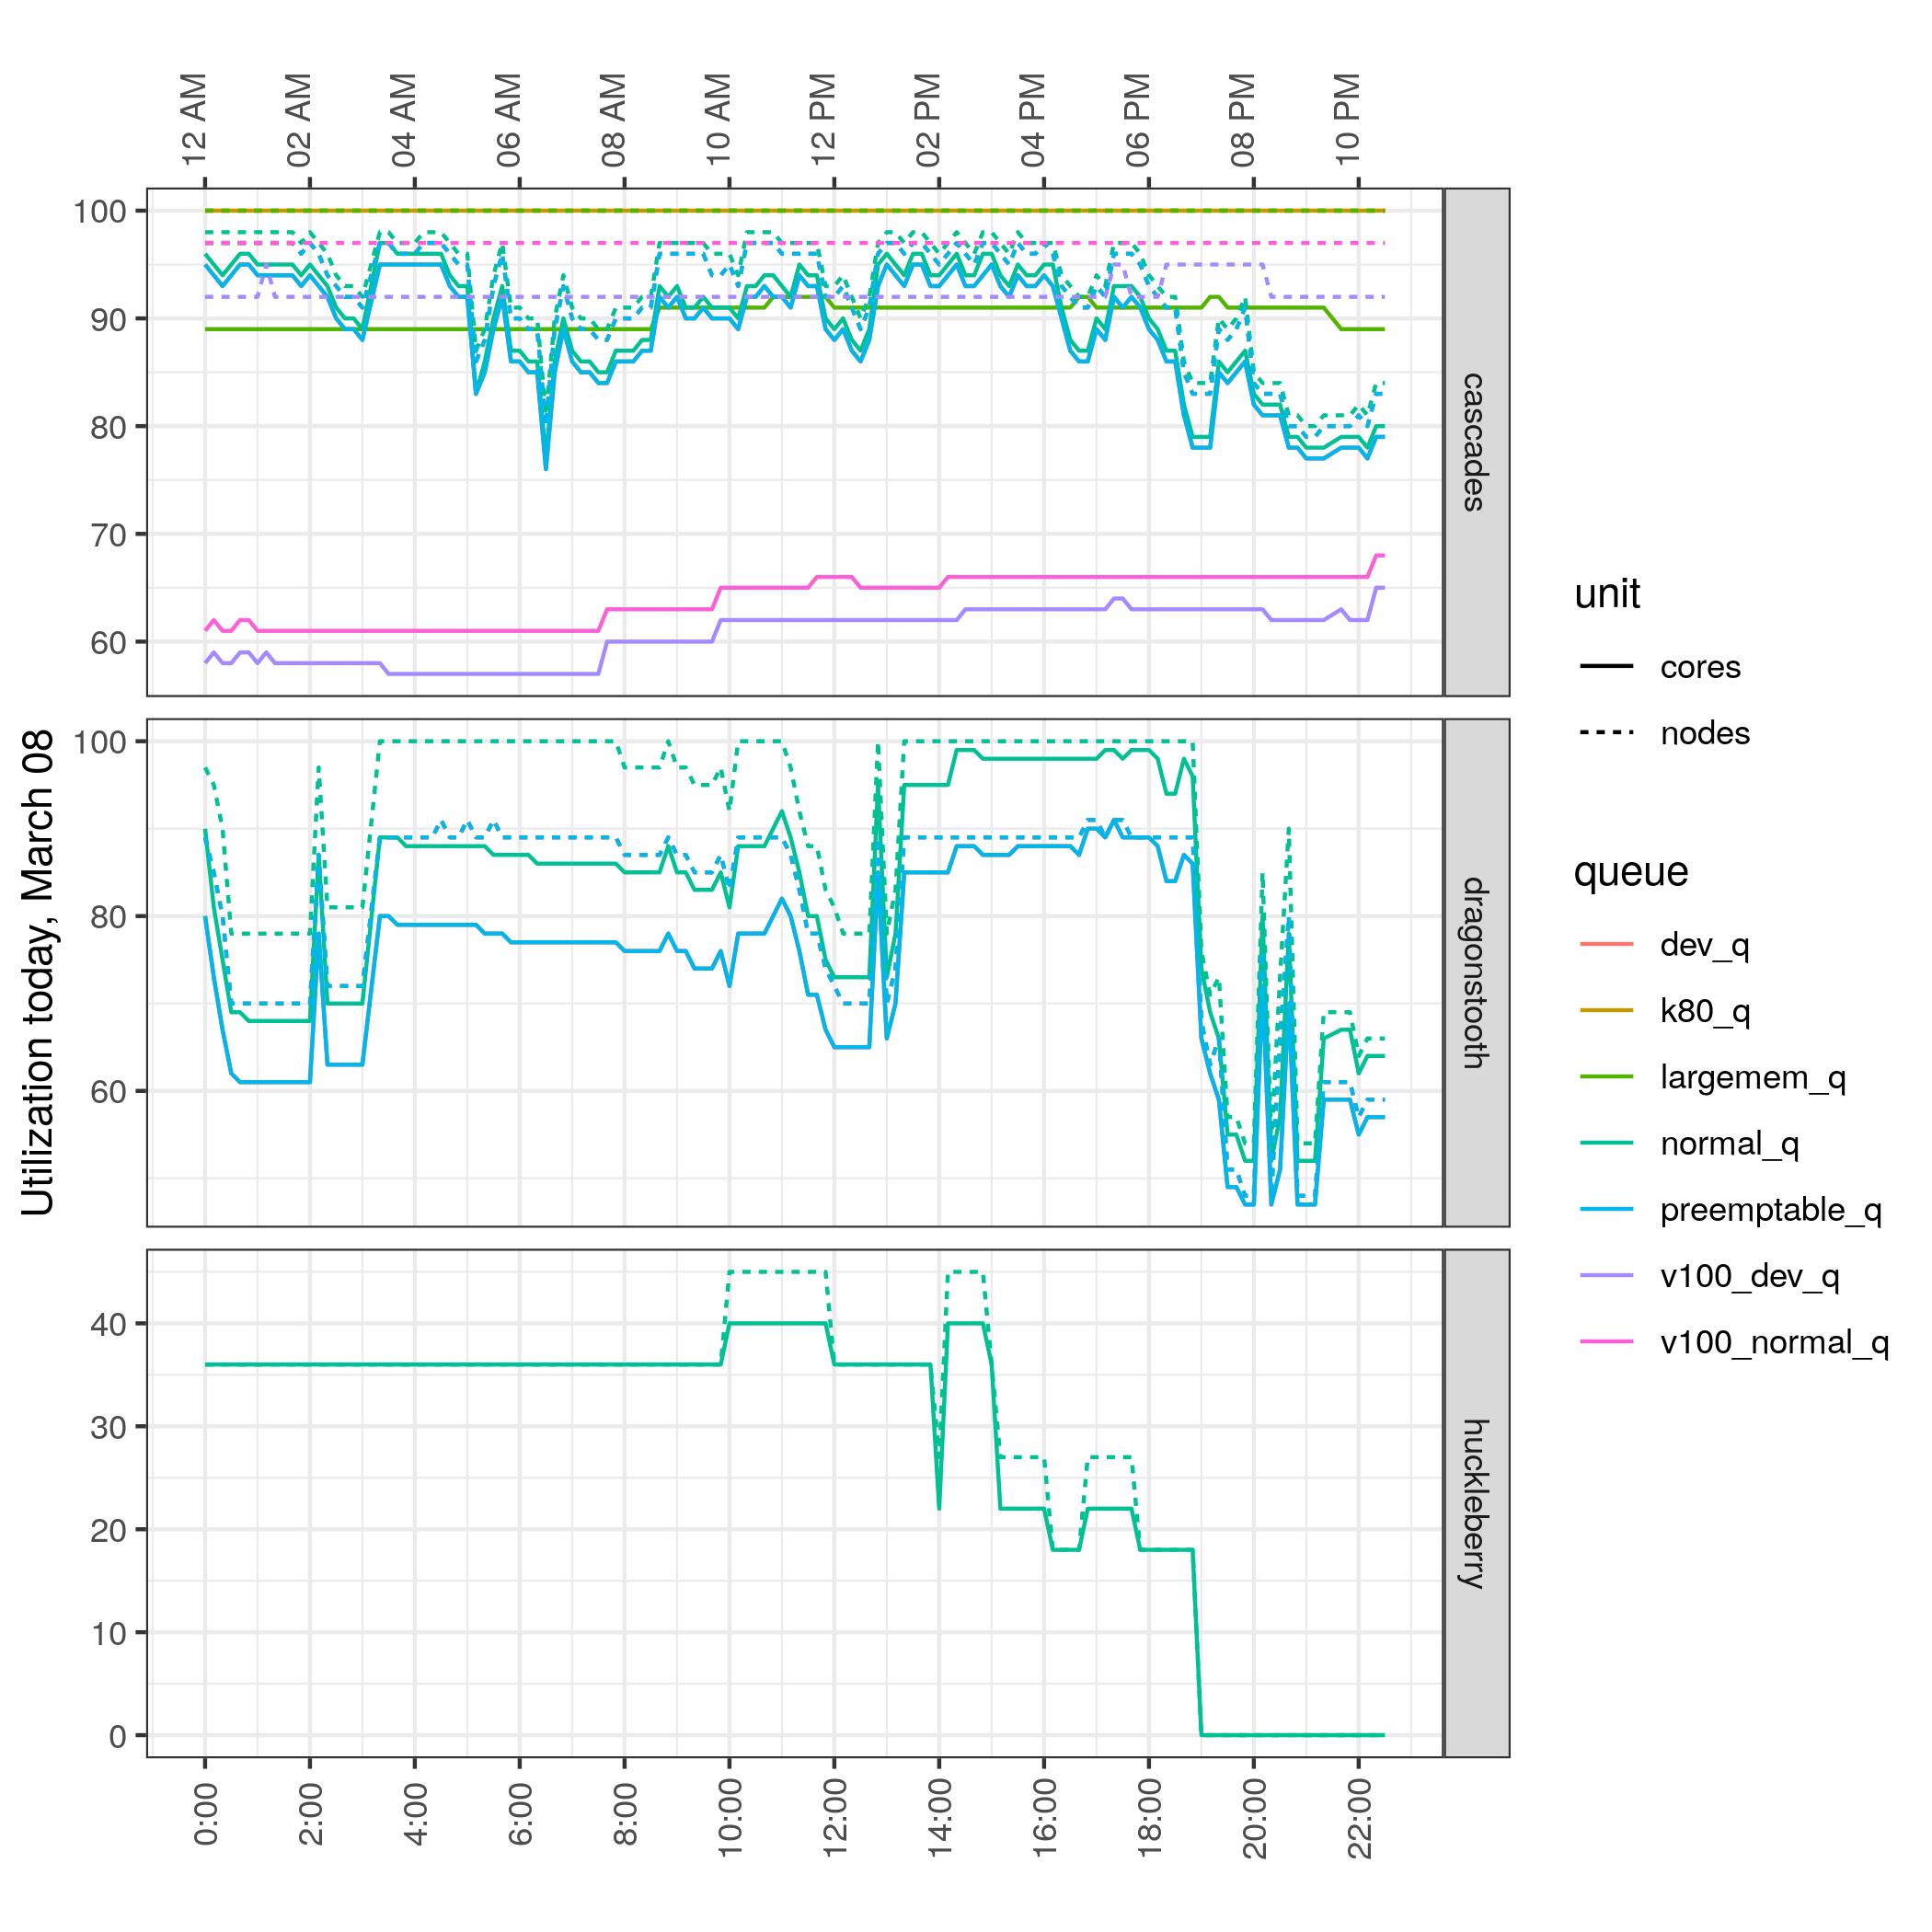 12 AM
02 AM
04 AM
06 AM
08 AM
10 AM
12 PM
02 PM
04 PM
06 PM
08 PM
10 PM
Utilization today, March 08
100
90
80
70
60
cascades
100
80
60
dragonstooth
40
30
20
10
0
huckleberry
0:00
2:00
4:00
6:00
8:00
10:00
12:00
14:00
16:00
18:00
20:00
22:00
unit
cores
nodes
queue
dev_q
k80_q
largemem_q
normal_q
preemptable_q
v100_dev_q
v100_normal_q